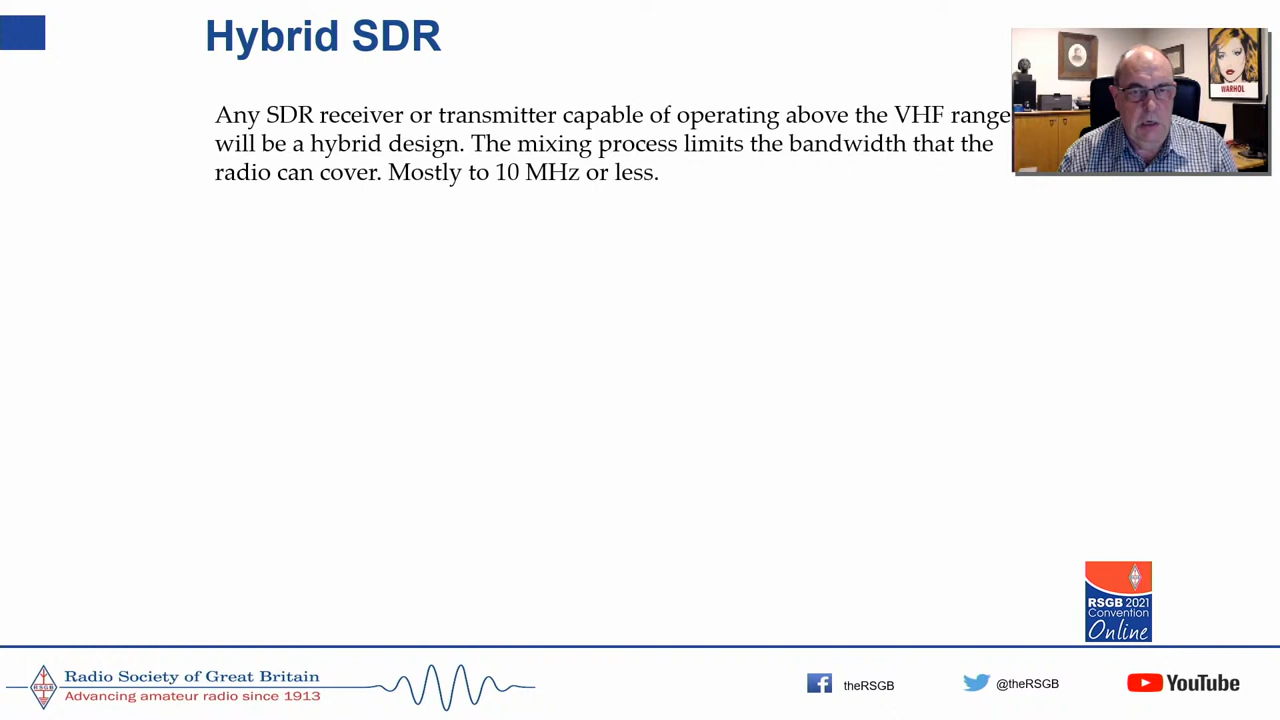 Hybrid SDR
Any SDR receiver or transmitter capable of operating above the VHF range
will be a hybrid design. The mixing process limits the bandwidth that the
radio can cover. Mostly to 10 MHz or less.
WARHOL
RSGB 2021
Convention
Online
RSGB
Radio Society of Great Britain
Advancing amateur radio since 1913
theRSGB
@theRSGB
YouTube